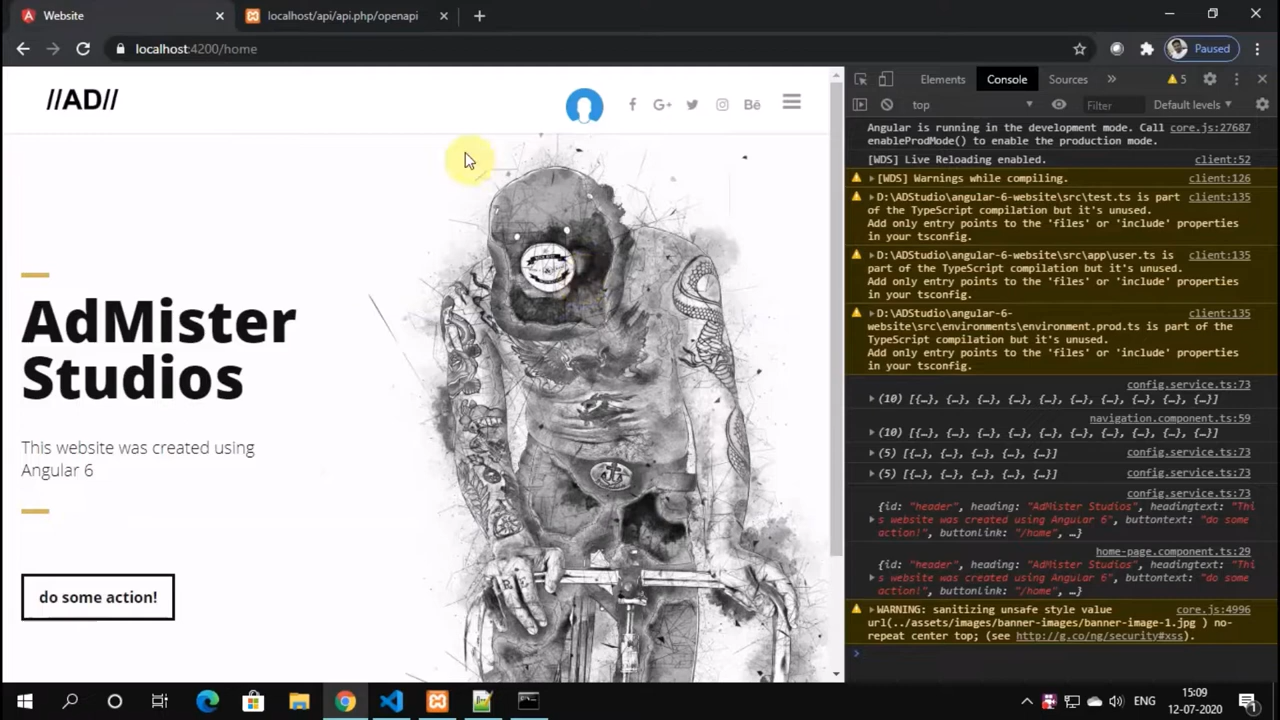 Website
localhost/api/api.php/openapi
localhost:4200/home
Paused
//AD//
Elements
Console
Sources
5
top
Filter
Default levels
AdMister
Studios
This website was created using
Angular 6
do some action!
Angular is running in the development mode. Call core.js:27687
enableProdMode() to enable the production mode.
[WDS] Live Reloading enabled. client:52
[WDS] Warnings while compiling. client:126
D:\ADStudio\angular-6-website\src\test.ts is part client:135
of the TypeScript compilation but it's unused.
Add only entry points to the 'files' or 'include' properties
in your tsconfig.
D:\ADStudio\angular-6-website\src\app\user.ts is client:135
part of the TypeScript compilation but it's unused.
Add only entry points to the 'files' or 'include' properties
in your tsconfig.
D:\ADStudio\angular-6- client:135
website\src\environments\environment.prod.ts is part of the
TypeScript compilation but it's unused.
Add only entry points to the 'files' or 'include' properties
in your tsconfig.
config.service.ts:73
(10) [{…}, {…}, {…}, {…}, {…}, {…}, {…}, {…}, {…}, {…}]
navigation.component.ts:59
(10) [{…}, {…}, {…}, {…}, {…}, {…}, {…}, {…}, {…}, {…}]
(5) [{…}, {…}, {…}, {…}, {…}] config.service.ts:73
(5) [{…}, {…}, {…}, {…}, {…}] config.service.ts:73
config.service.ts:73
{id: "header", heading: "AdMister Studios", headingtext: "Thi
s website was created using Angular 6", buttontext: "do some
action!", buttonlink: "/home", …}
home-page.component.ts:29
{id: "header", heading: "AdMister Studios", headingtext: "Thi
s website was created using Angular 6", buttontext: "do some
action!", buttonlink: "/home", …}
WARNING: sanitizing unsafe style value core.js:4996
url(../assets/images/banner-images/banner-image-1.jpg ) no-
repeat center top; (see http://g.co/ng/security#xss).
ENG
15:09
12-07-2020